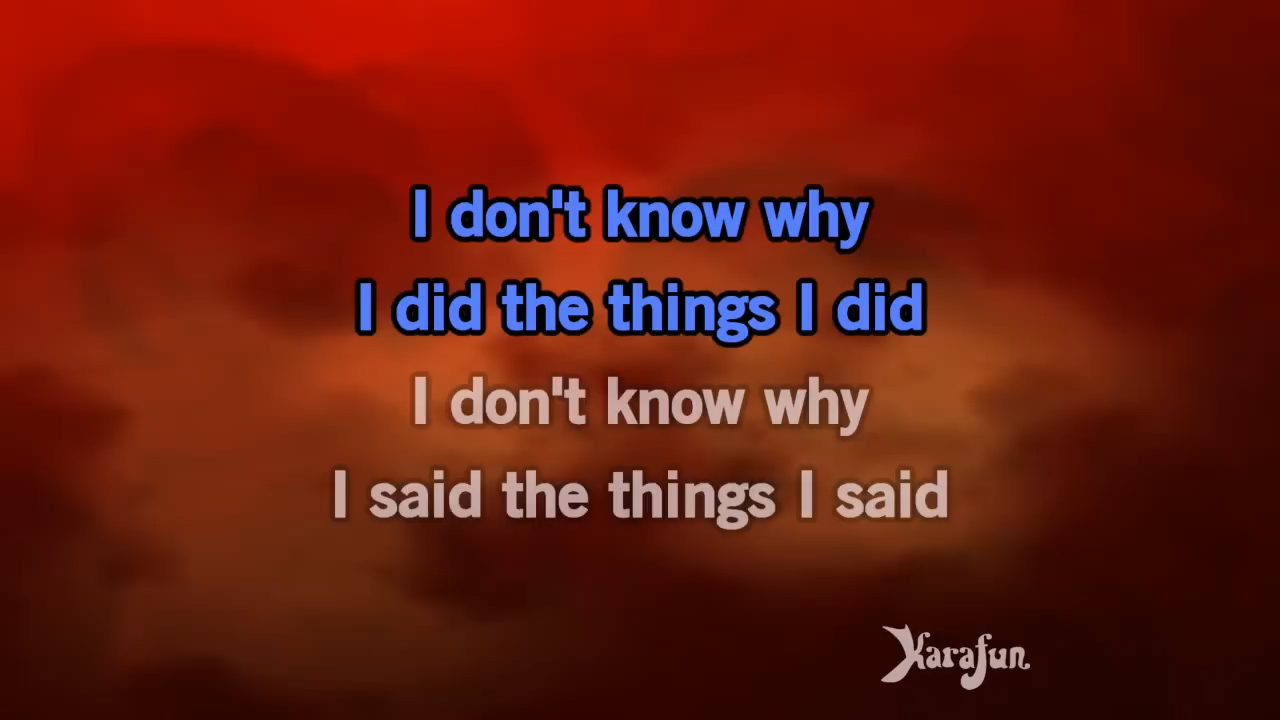 I don't know why
I did the things I did
I don't know why
I said the things I said
Karafun